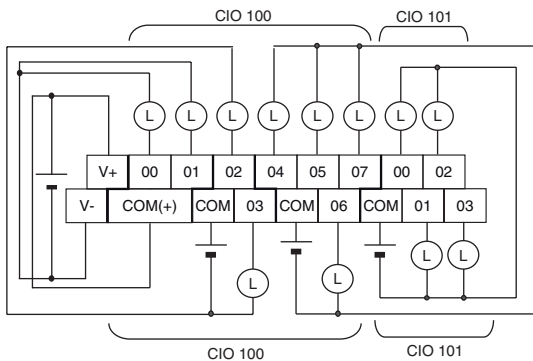 CIO 100 CIO 101
L L L L L L L L
V+ 00 01 02 04 05 07 00 02
V- COM(+) COM 03 COM 06 COM 01 03
L L L L
CIO 100 CIO 101